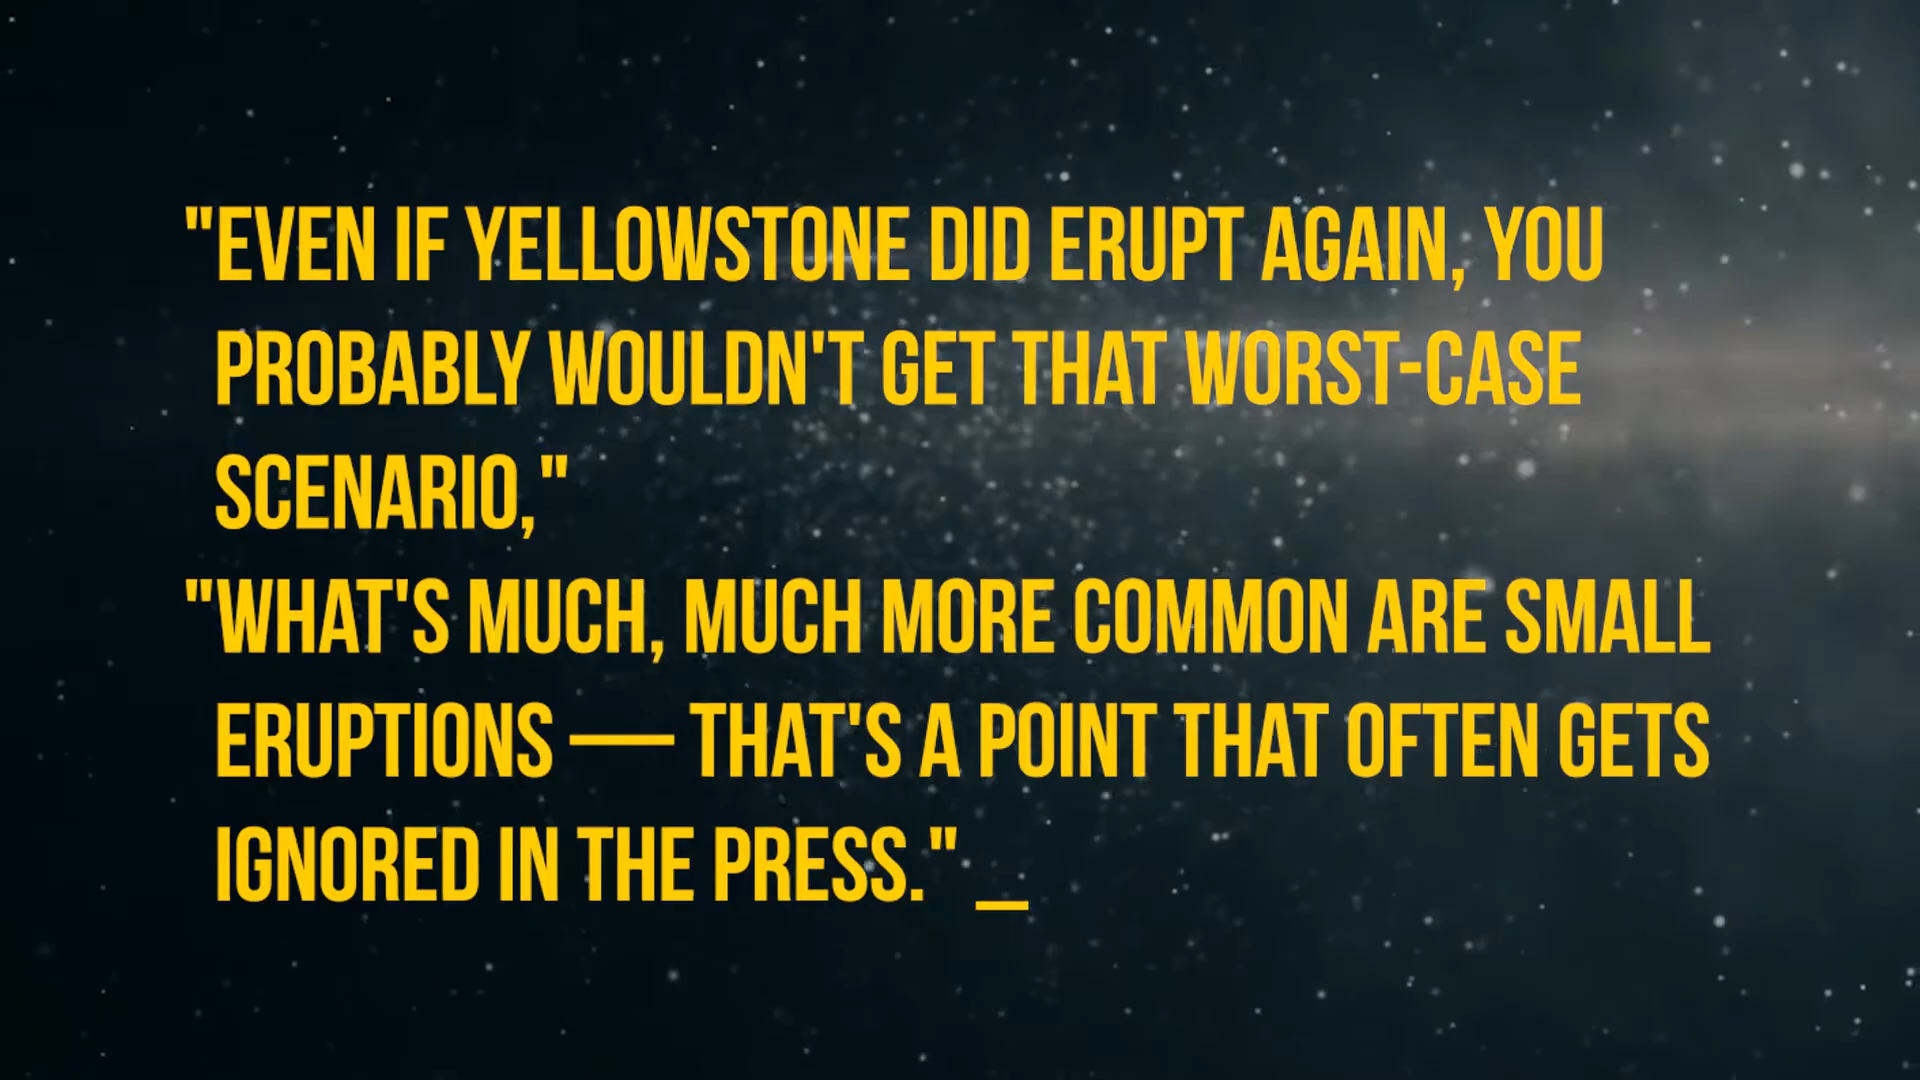 "EVEN IF YELLOWSTONE DID ERUPT AGAIN, YOU
PROBABLY WOULDN'T GET THAT WORST-CASE
SCENARIO,"
"WHAT'S MUCH, MUCH MORE COMMON ARE SMALL
ERUPTIONS — THAT'S A POINT THAT OFTEN GETS
IGNORED IN THE PRESS." _